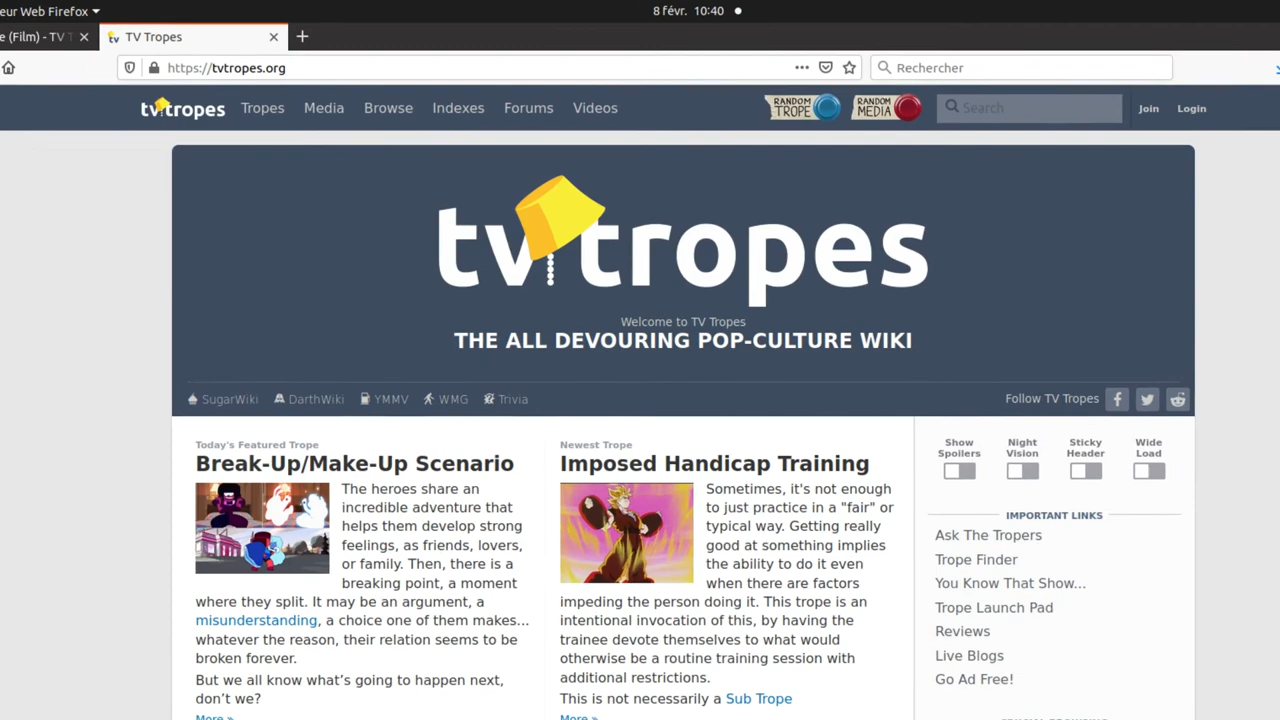 eur Web Firefox
8 févr. 10:40
e (Film) - TV T
TV Tropes
https://tvtropes.org
Rechercher
tvtropes
Tropes
Media
Browse
Indexes
Forums
Videos
RANDOM TROPE
RANDOM MEDIA
Search
Join
Login
tvtropes
Welcome to TV Tropes
THE ALL DEVOURING POP-CULTURE WIKI
SugarWiki
DarthWiki
YMMV
WMG
Trivia
Follow TV Tropes
Today's Featured Trope
Break-Up/Make-Up Scenario
The heroes share an
incredible adventure that
helps them develop strong
feelings, as friends, lovers,
or family. Then, there is a
breaking point, a moment
where they split. It may be an argument, a
misunderstanding, a choice one of them makes...
whatever the reason, their relation seems to be
broken forever.
But we all know what’s going to happen next,
don’t we?
More »
Newest Trope
Imposed Handicap Training
Sometimes, it's not enough
to just practice in a "fair" or
typical way. Getting really
good at something implies
the ability to do it even
when there are factors
impeding the person doing it. This trope is an
intentional invocation of this, by having the
trainee devote themselves to what would
otherwise be a routine training session with
additional restrictions.
This is not necessarily a Sub Trope
More »
Show Spoilers
Night Vision
Sticky Header
Wide Load
IMPORTANT LINKS
Ask The Tropers
Trope Finder
You Know That Show...
Trope Launch Pad
Reviews
Live Blogs
Go Ad Free!